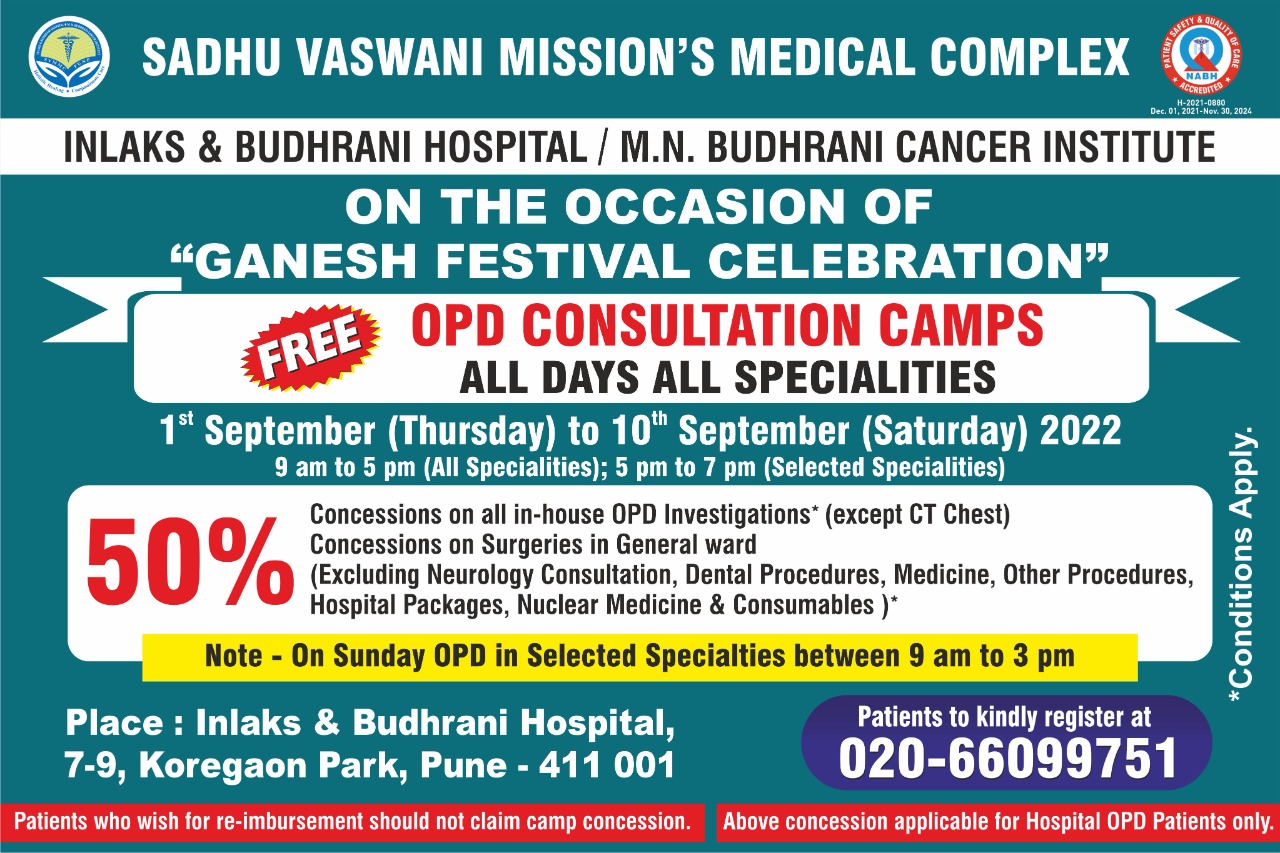 SADHU VASWANI MISSION'S MEDICAL COMPLEX
PATIENT SAFETY & QUALITY OF CARE
NABH
ACCREDITED
H-2021-0880
Dec. 01, 2021-Nov. 30, 2024
INLAKS & BUDHRANI HOSPITAL / M.N. BUDHRANI CANCER INSTITUTE
ON THE OCCASION OF
“GANESH FESTIVAL CELEBRATION”
FREE
OPD CONSULTATION CAMPS
ALL DAYS ALL SPECIALITIES
1st September (Thursday) to 10th September (Saturday) 2022
9 am to 5 pm (All Specialities); 5 pm to 7 pm (Selected Specialities)
50%
Concessions on all in-house OPD Investigations* (except CT Chest)
Concessions on Surgeries in General ward
(Excluding Neurology Consultation, Dental Procedures, Medicine, Other Procedures,
Hospital Packages, Nuclear Medicine & Consumables )*
*Conditions Apply.
Note - On Sunday OPD in Selected Specialties between 9 am to 3 pm
Place : Inlaks & Budhrani Hospital,
7-9, Koregaon Park, Pune - 411 001
Patients to kindly register at
020-66099751
Patients who wish for re-imbursement should not claim camp concession.
Above concession applicable for Hospital OPD Patients only.